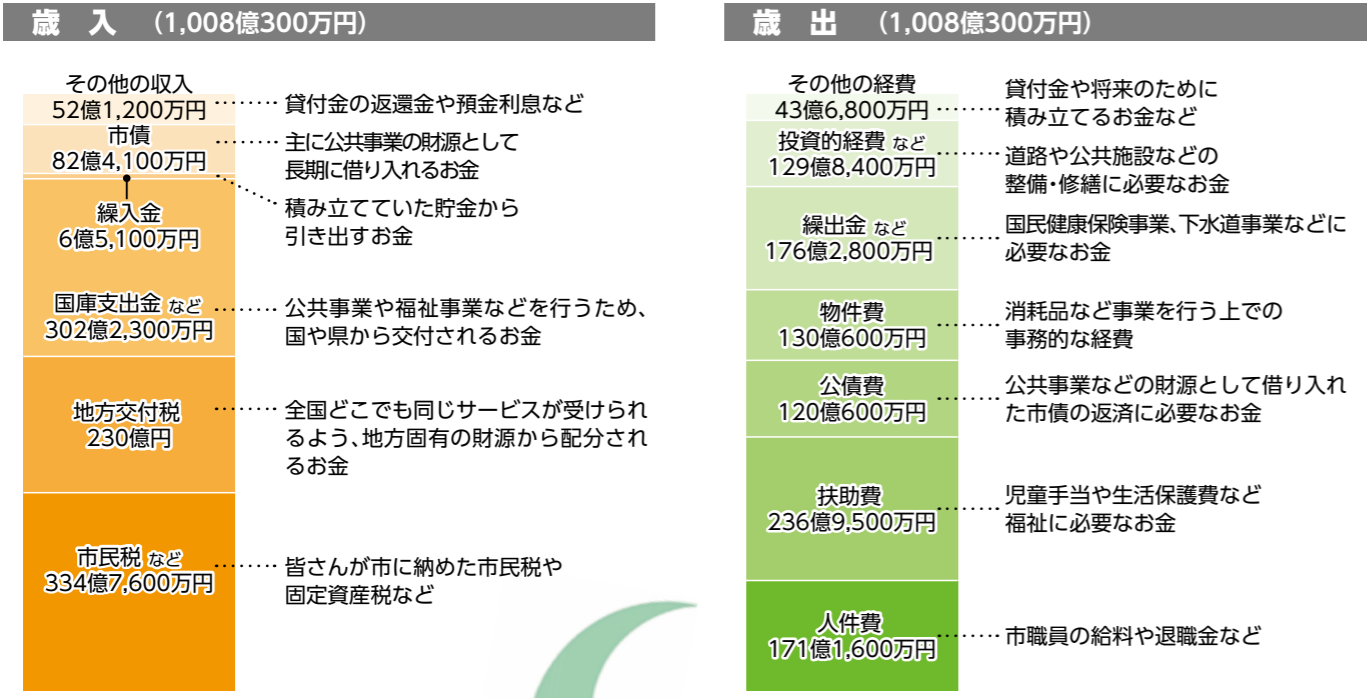 歳 入 (1,008億300万円)
その他の収入
52億1,200万円
貸付金の返還金や預金利息など
市債
82億4,100万円
主に公共事業の財源として
長期に借り入れるお金
繰入金
6億5,100万円
積み立てていた貯金から
引き出すお金
国庫支出金 など
302億2,300万円
公共事業や福祉事業などを行うため、
国や県から交付されるお金
地方交付税
230億円
全国どこでも同じサービスが受けられ
るよう、地方固有の財源から配分され
るお金
市民税 など
334億7,600万円
皆さんが市に納めた市民税や
固定資産税など
歳 出 (1,008億300万円)
その他の経費
43億6,800万円
貸付金や将来のために
積み立てるお金など
投資的経費 など
129億8,400万円
道路や公共施設などの
整備・修繕に必要なお金
繰出金 など
176億2,800万円
国民健康保険事業、下水道事業などに
必要なお金
物件費
130億600万円
消耗品など事業を行う上での
事務的な経費
公債費
120億600万円
公共事業などの財源として借り入れ
た市債の返済に必要なお金
扶助費
236億9,500万円
児童手当や生活保護費など
福祉に必要なお金
人件費
171億1,600万円
市職員の給料や退職金など